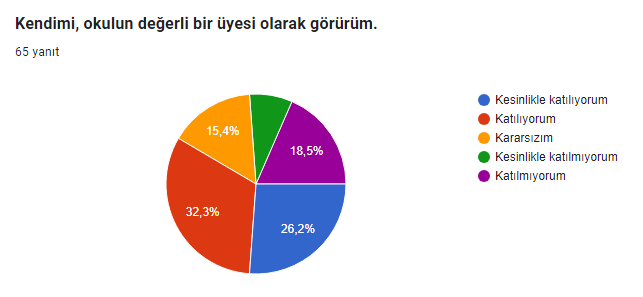 Kendimi, okulun değerli bir üyesi olarak görürüm.
65 yanıt
15,4%
18,5%
32,3%
26,2%
Kesinlikle katılıyorum
Katılıyorum
Kararsızım
Kesinlikle katılmıyorum
Katılmıyorum